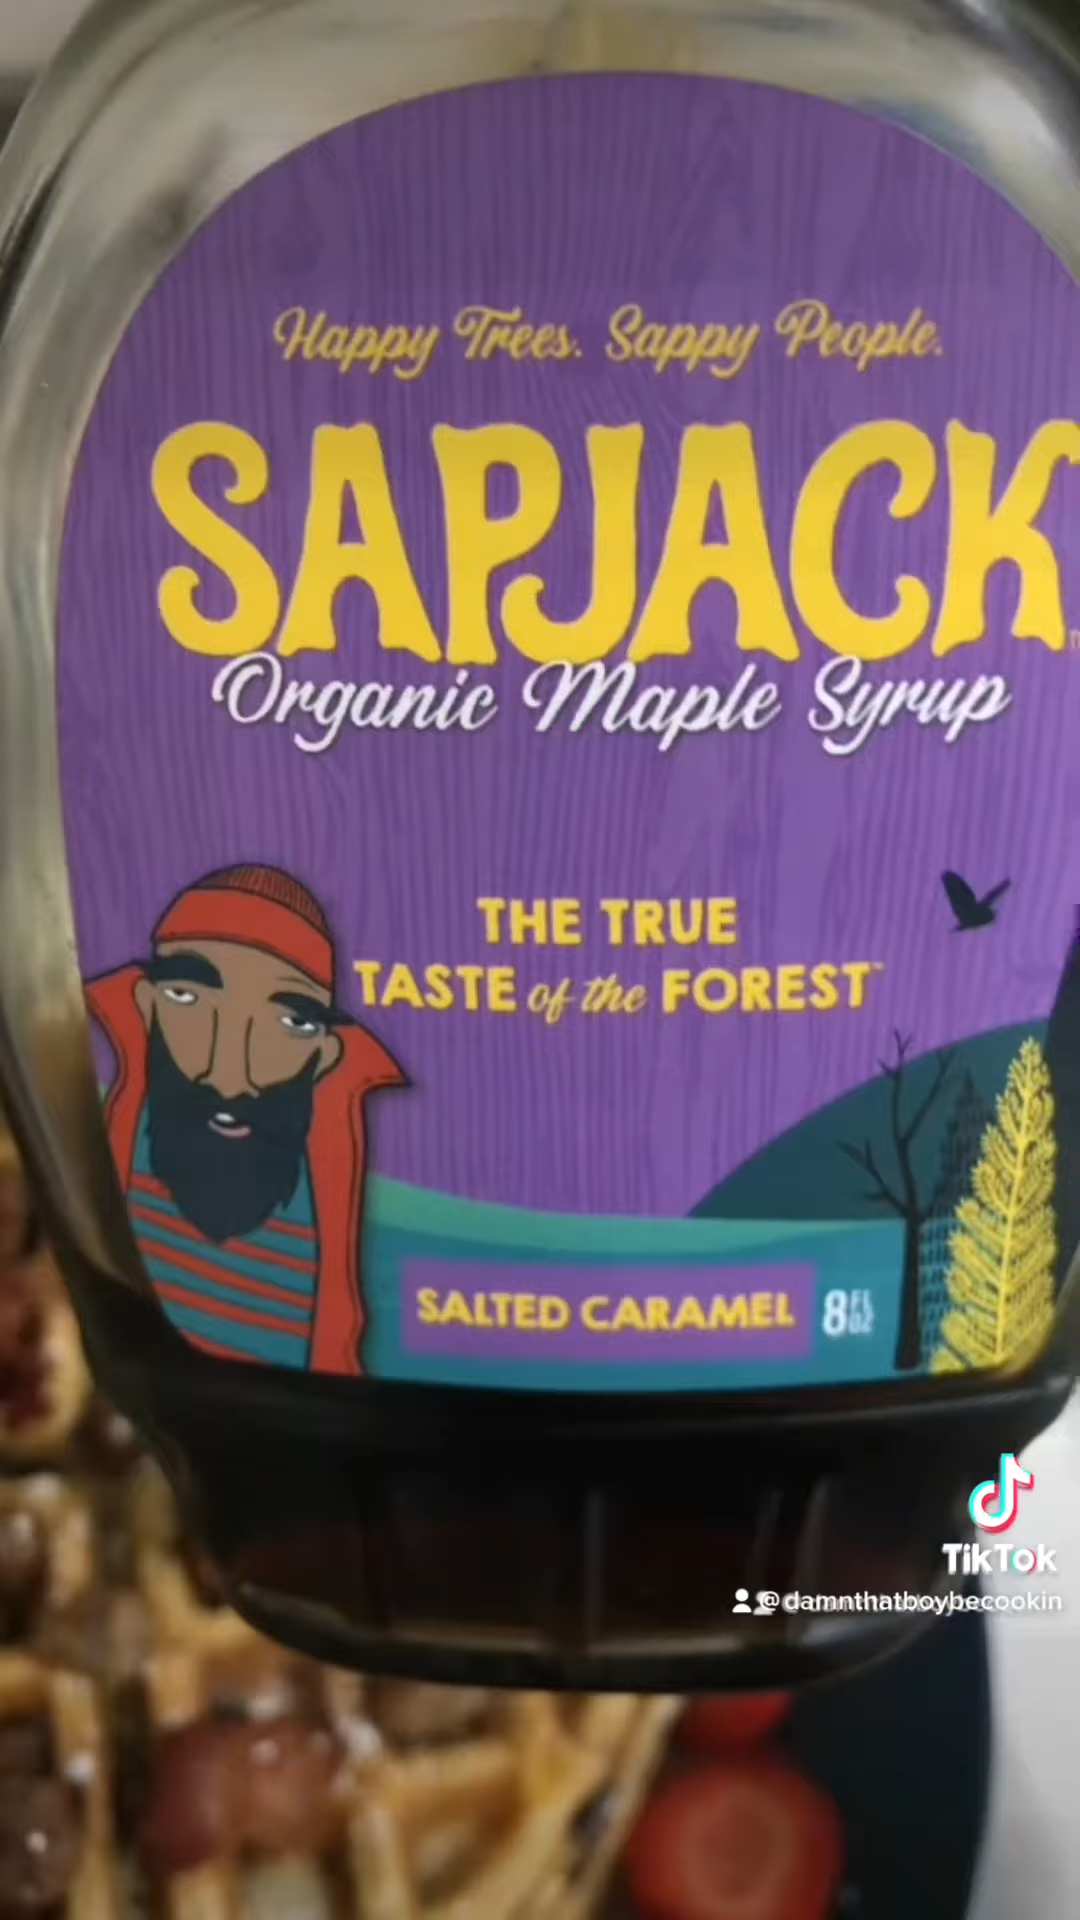 Happy Trees. Sappy People.
SAPJACK
Organic Maple Syrup
THE TRUE
TASTE of the FOREST™
SALTED CARAMEL 8 FL OZ
TikTok
@damnthatboybecookin